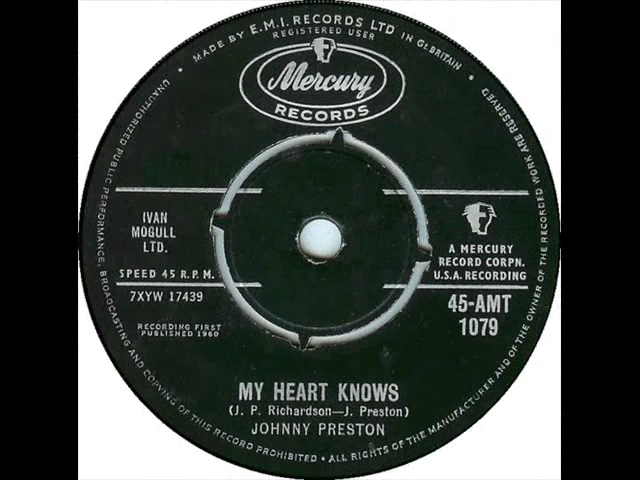 MADE BY E.M.I. RECORDS LTD IN GT.BRITAIN
REGISTERED USER
Mercury
RECORDS
IVAN
MOGULL
LTD.
SPEED 45 R.P.M.
7XYW 17439
RECORDING FIRST
PUBLISHED 1960
A MERCURY
RECORD CORPN.
U.S.A. RECORDING
45-AMT
1079
MY HEART KNOWS
(J. P. Richardson—J. Preston)
JOHNNY PRESTON
UNAUTHORIZED PUBLIC PERFORMANCE, BROADCASTING AND COPYING OF THIS RECORD PROHIBITED • ALL RIGHTS OF THE MANUFACTURER AND OF THE OWNER OF THE RECORDED WORK ARE RESERVED